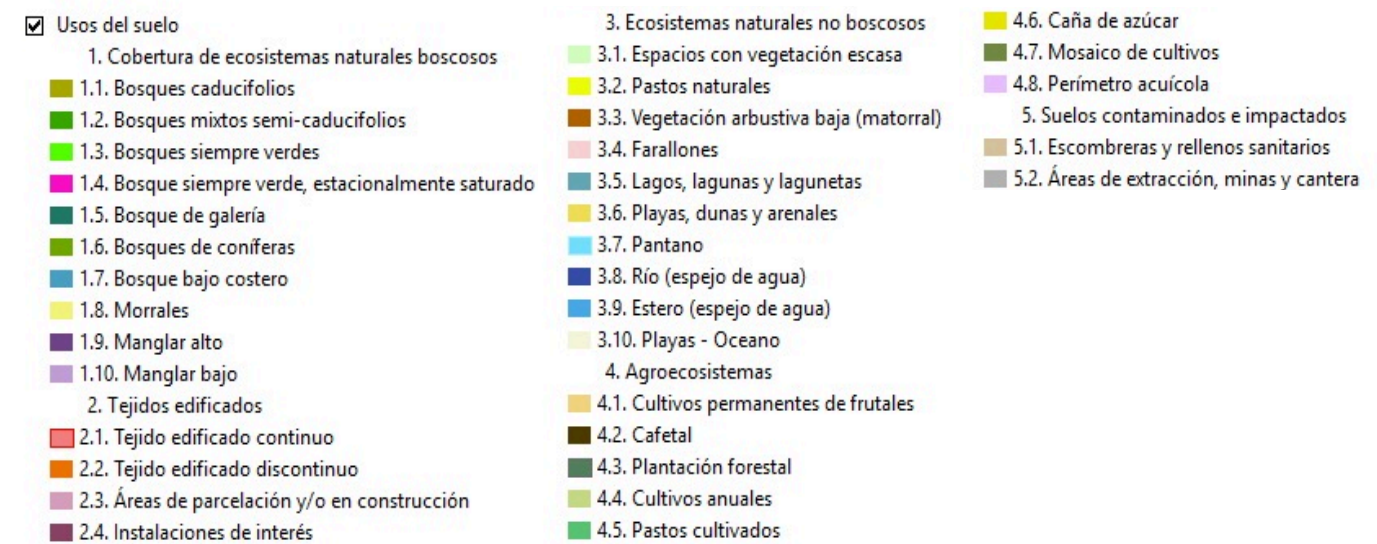 Usos del suelo
1. Cobertura de ecosistemas naturales boscosos
1.1. Bosques caducifolios
1.2. Bosques mixtos semi-caducifolios
1.3. Bosques siempre verdes
1.4. Bosque siempre verde, estacionalmente saturado
1.5. Bosque de galería
1.6. Bosques de coníferas
1.7. Bosque bajo costero
1.8. Morrales
1.9. Manglar alto
1.10. Manglar bajo
2. Tejidos edificados
2.1. Tejido edificado continuo
2.2. Tejido edificado discontinuo
2.3. Áreas de parcelación y/o en construcción
2.4. Instalaciones de interés
3. Ecosistemas naturales no boscosos
3.1. Espacios con vegetación escasa
3.2. Pastos naturales
3.3. Vegetación arbustiva baja (matorral)
3.4. Farallones
3.5. Lagos, lagunas y lagunetas
3.6. Playas, dunas y arenales
3.7. Pantano
3.8. Río (espejo de agua)
3.9. Estero (espejo de agua)
3.10. Playas - Oceano
4. Agroecosistemas
4.1. Cultivos permanentes de frutales
4.2. Cafetal
4.3. Plantación forestal
4.4. Cultivos anuales
4.5. Pastos cultivados
4.6. Caña de azúcar
4.7. Mosaico de cultivos
4.8. Perímetro acuícola
5. Suelos contaminados e impactados
5.1. Escombreras y rellenos sanitarios
5.2. Áreas de extracción, minas y cantera